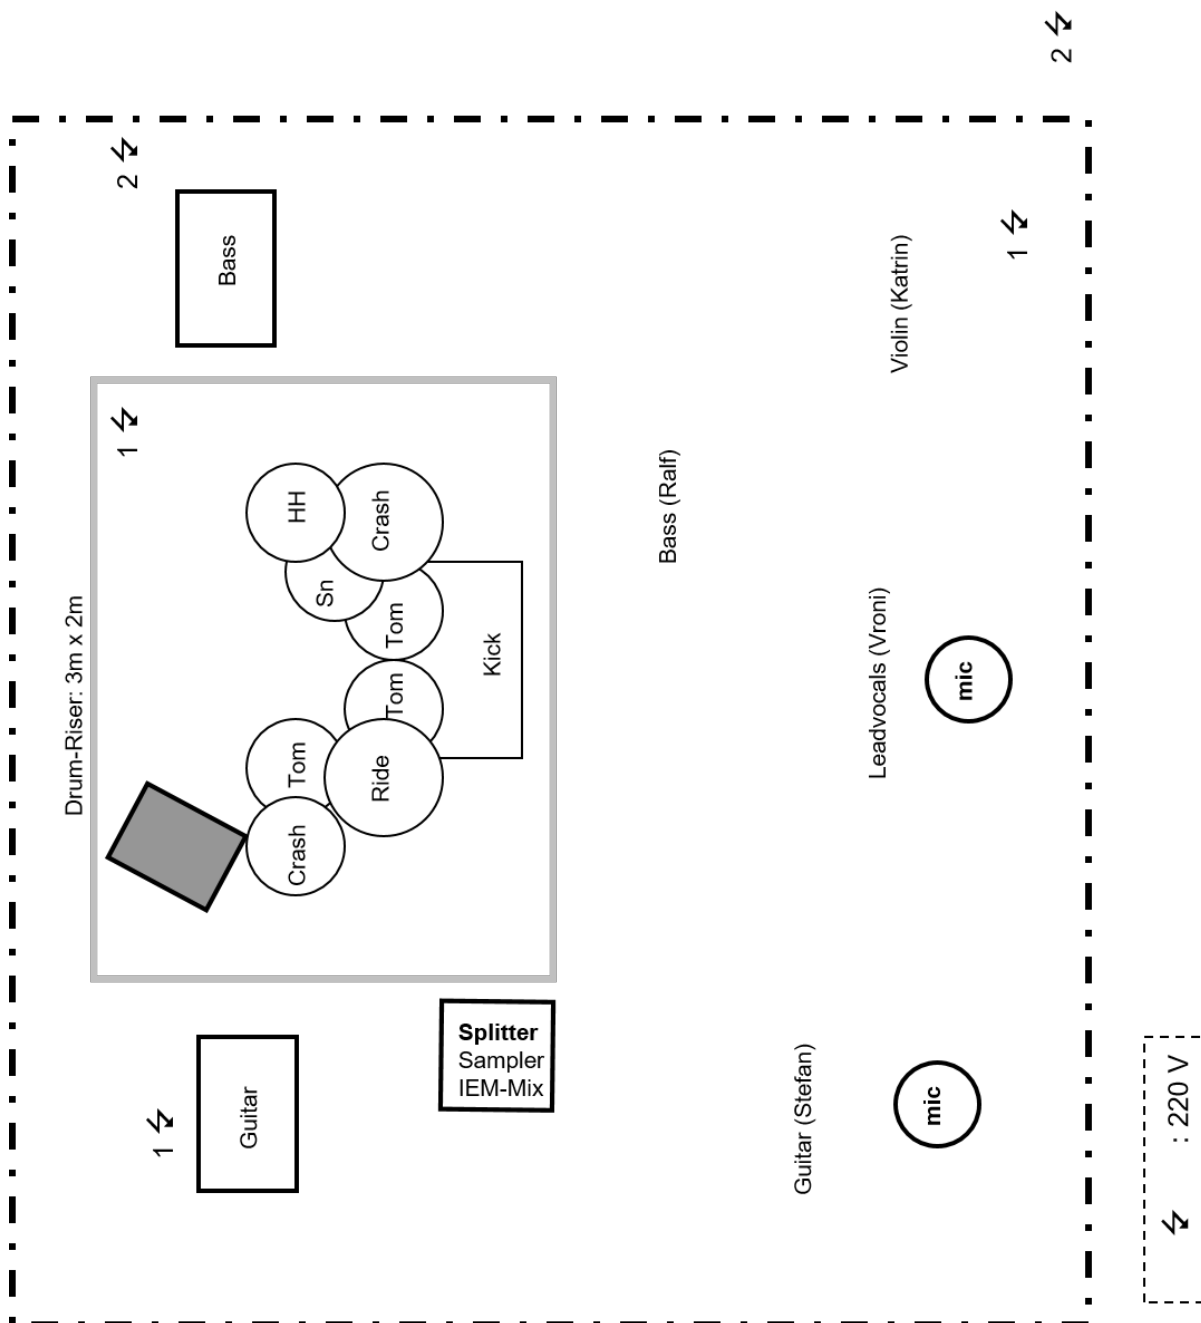 Drum-Riser: 3m x 2m
1
2
1
Guitar
Bass
Crash
Tom
HH
Sn
Ride
Crash
Tom
Tom
Kick
Splitter
Sampler
IEM-Mix
Bass (Ralf)
Guitar (Stefan)
Leadvocals (Vroni)
Violin (Katrin)
mic
mic
1
2
: 220 V